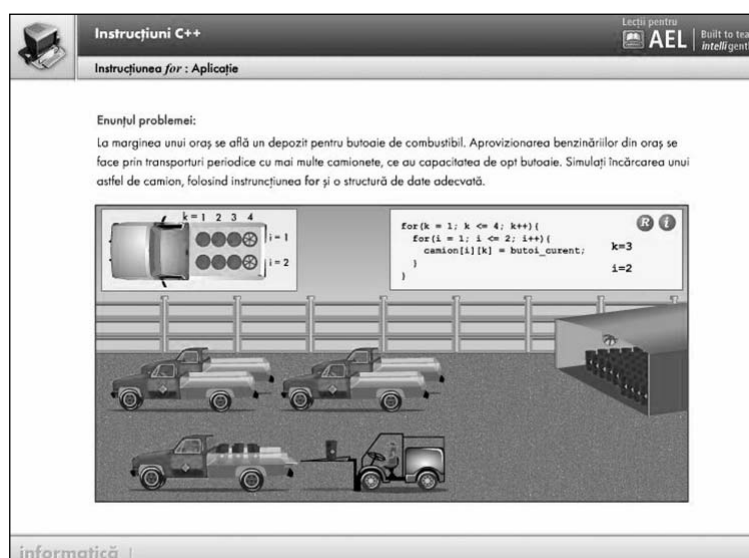 Instrucțiuni C++
Lecții pentru
AEL
Built to
intelligent
Instrucțiunea for : Aplicație
Enunțul problemei:
La marginea unui oraș se află un depozit pentru butoaie de combustibil. Aprovizionarea benzinăriilor din oraș se
face prin transporturi periodice cu mai multe camionete, ce au capacitatea de opt butoaie. Simulați încărcarea unui
astfel de camion, folosind instruncțiunea for și o structură de date adecvată.
k = 1 2 3 4
i = 1
i = 2
for(k = 1; k <= 4; k++){
for(i = 1; i <= 2; i++){
camion[i][k] = butoi_curent;
}
}
k=3
i=2
R i
informatică